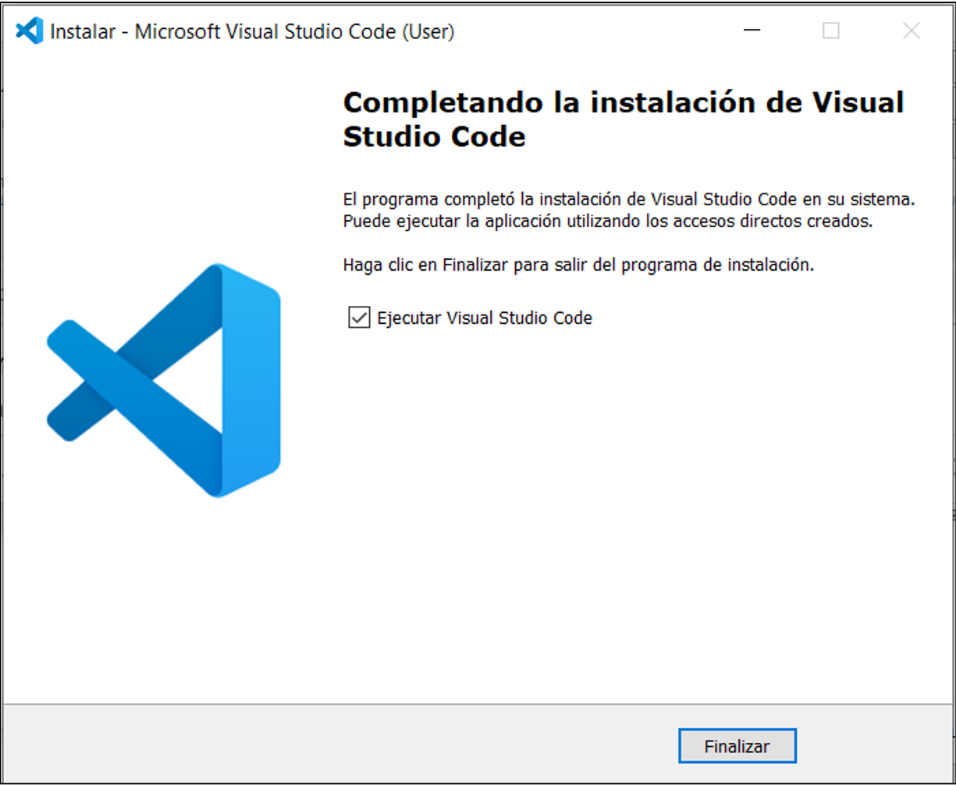 Instalar - Microsoft Visual Studio Code (User)
Completando la instalación de Visual
Studio Code
El programa completó la instalación de Visual Studio Code en su sistema.
Puede ejecutar la aplicación utilizando los accesos directos creados.
Haga clic en Finalizar para salir del programa de instalación.
Ejecutar Visual Studio Code
Finalizar